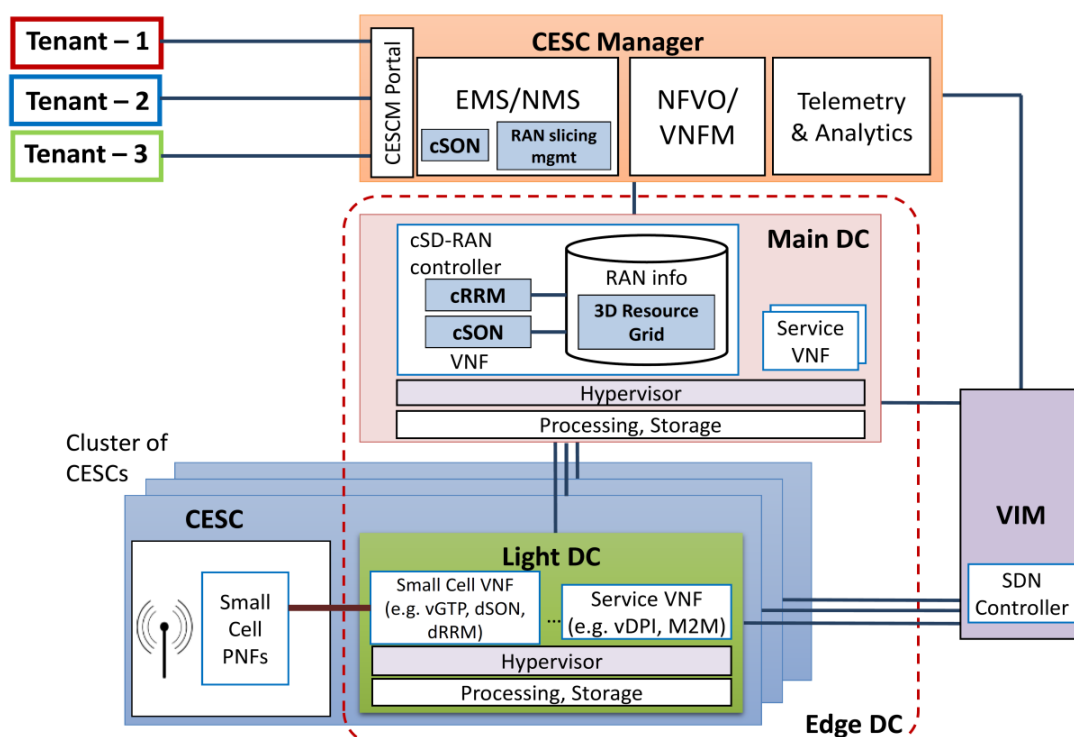 Tenant – 1
Tenant – 2
Tenant – 3
CESC Manager
CESCM Portal
EMS/NMS
cSON
RAN slicing
mgmt
NFVO/
VNFM
Telemetry
& Analytics
Main DC
cSD-RAN
controller
cRRM
cSON
VNF
RAN info
3D Resource
Grid
Service
VNF
Hypervisor
Processing, Storage
Cluster of
CESCs
CESC
Small
Cell
PNFs
Light DC
Small Cell VNF
(e.g. vGTP, dSON,
dRRM)
...
Service VNF
(e.g. vDPI, M2M)
Hypervisor
Processing, Storage
Edge DC
VIM
SDN
Controller